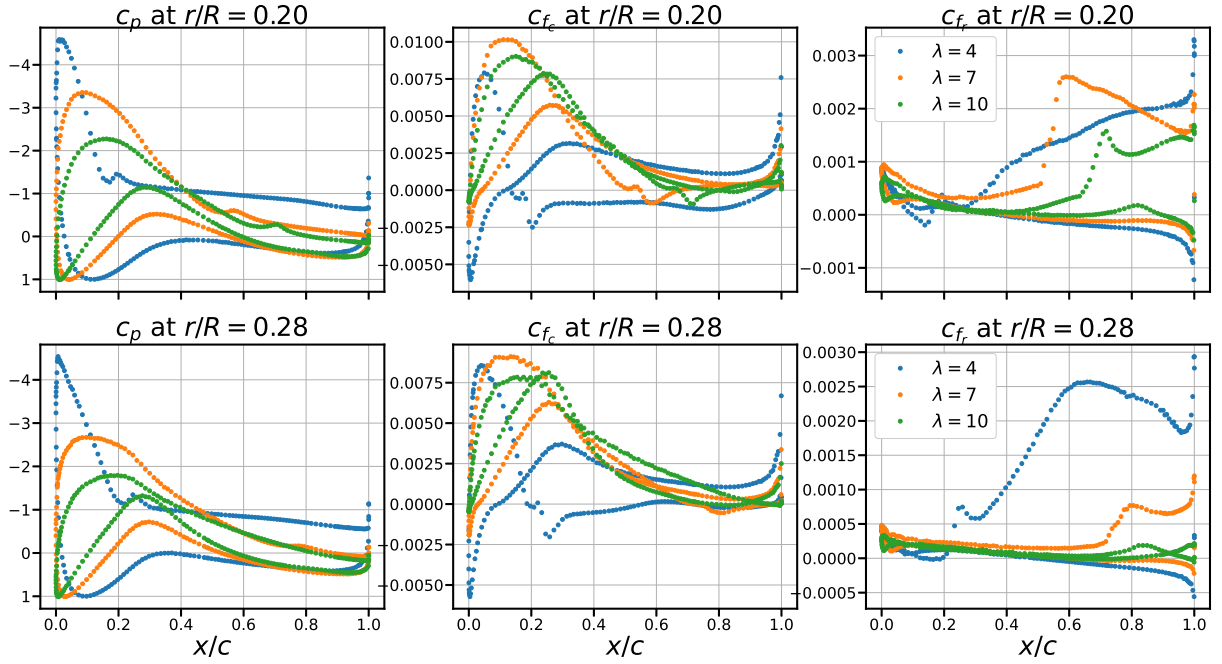 c_p at r/R = 0.20
c_{f_c} at r/R = 0.20
c_{f_r} at r/R = 0.20
−4
−3
−2
−1
0
1
0.0100
0.0075
0.0050
0.0025
0.0000
−0.0025
−0.0050
0.003
0.002
0.001
0.000
−0.001
λ = 4
λ = 7
λ = 10
c_p at r/R = 0.28
c_{f_c} at r/R = 0.28
c_{f_r} at r/R = 0.28
−4
−3
−2
−1
0
1
0.0075
0.0050
0.0025
0.0000
−0.0025
−0.0050
0.0030
0.0025
0.0020
0.0015
0.0010
0.0005
0.0000
−0.0005
λ = 4
λ = 7
λ = 10
0.0 0.2 0.4 0.6 0.8 1.0
0.0 0.2 0.4 0.6 0.8 1.0
0.0 0.2 0.4 0.6 0.8 1.0
x/c
x/c
x/c